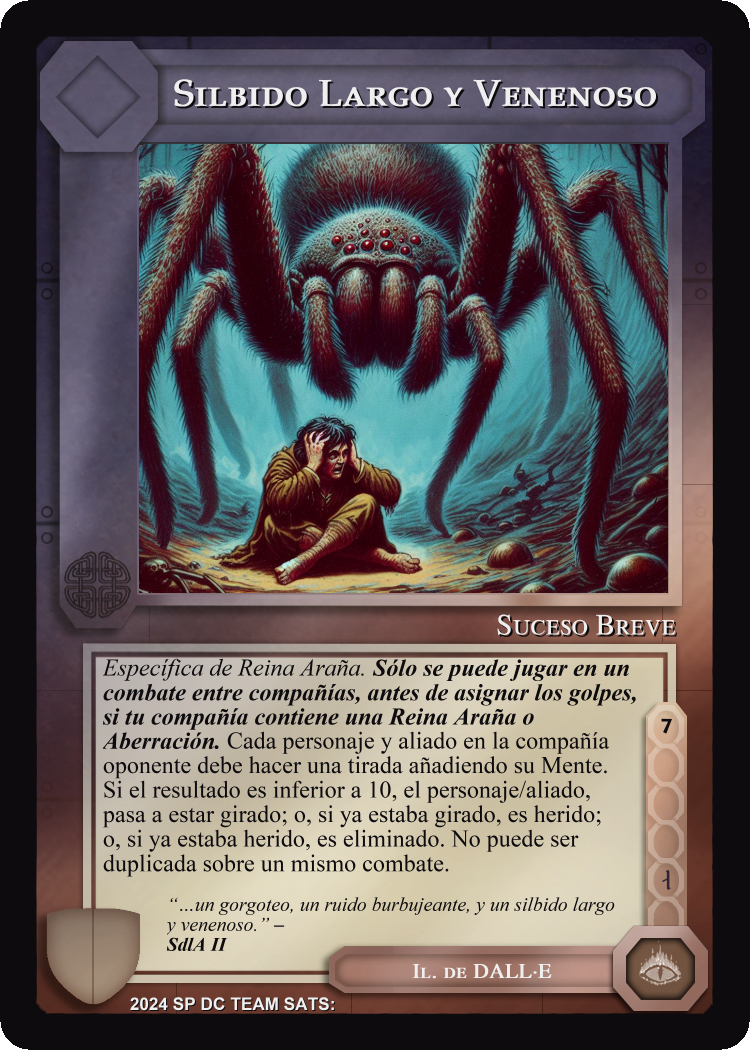 Silbido Largo y Venenoso
Suceso Breve
Específica de Reina Araña. Sólo se puede jugar en un
combate entre compañías, antes de asignar los golpes,
si tu compañía contiene una Reina Araña o
Aberración. Cada personaje y aliado en la compañía
oponente debe hacer una tirada añadiendo su Mente.
Si el resultado es inferior a 10, el personaje/aliado,
pasa a estar girado; o, si ya estaba girado, es herido;
o, si ya estaba herido, es eliminado. No puede ser
duplicada sobre un mismo combate.
7
“...un gorgoteo, un ruido burbujeante, y un silbido largo
y venenoso.” –
SdlA II
Il. de DALL·E
2024 SP DC TEAM SATS: